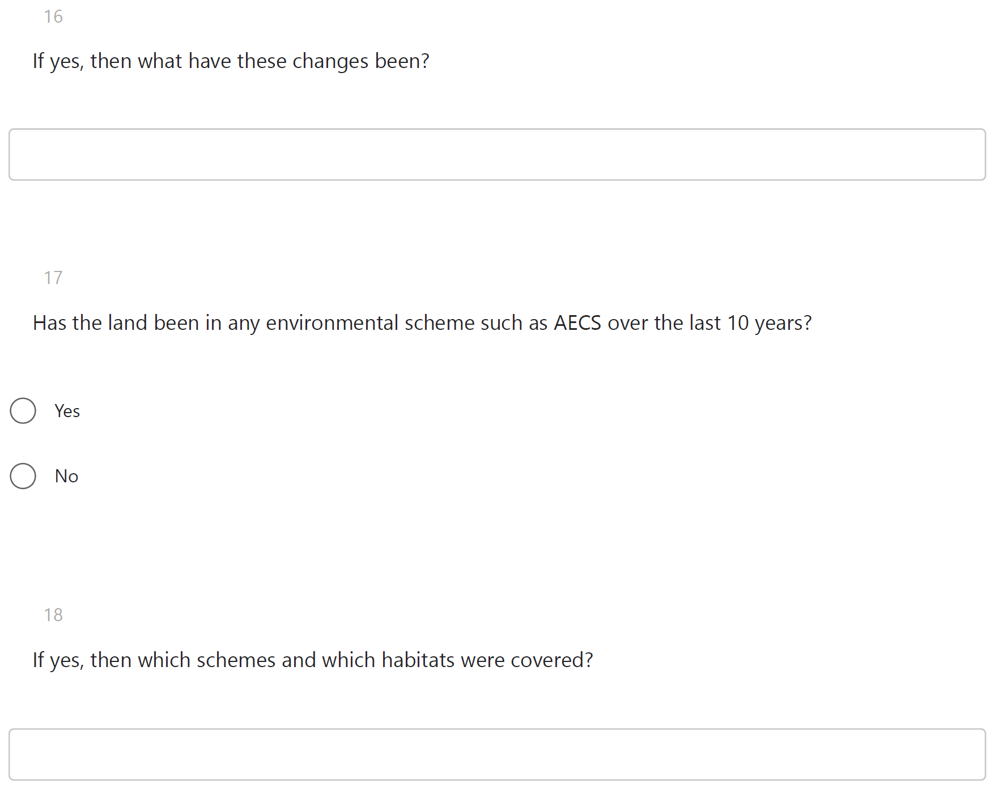 16
If yes, then what have these changes been?
17
Has the land been in any environmental scheme such as AECS over the last 10 years?
Yes
No
18
If yes, then which schemes and which habitats were covered?